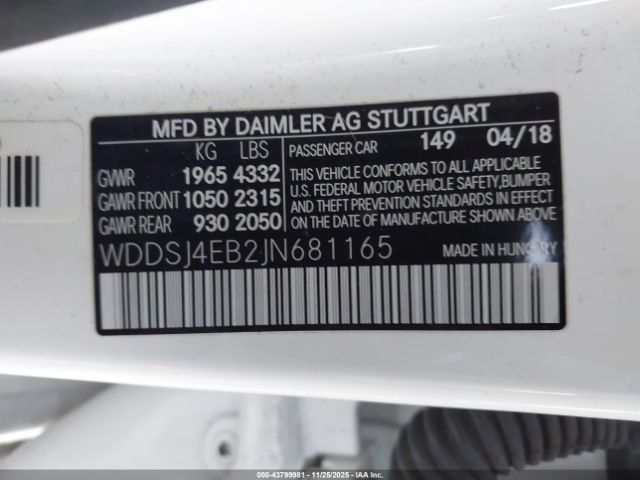 MFD BY DAIMLER AG STUTTGART
KG LBS
GVWR 1965 4332
GAWR FRONT 1050 2315
GAWR REAR 930 2050
PASSENGER CAR 149 04/18
THIS VEHICLE CONFORMS TO ALL APPLICABLE
U.S. FEDERAL MOTOR VEHICLE SAFETY,BUMPER
AND THEFT PREVENTION STANDARDS IN EFFECT
ON THE DATE OF MANUFACTURE SHOWN ABOVE
WDDSJ4EB2JN681165
MADE IN HUNGARY
000-43799981 - 11/25/2025 - IAAI.COM